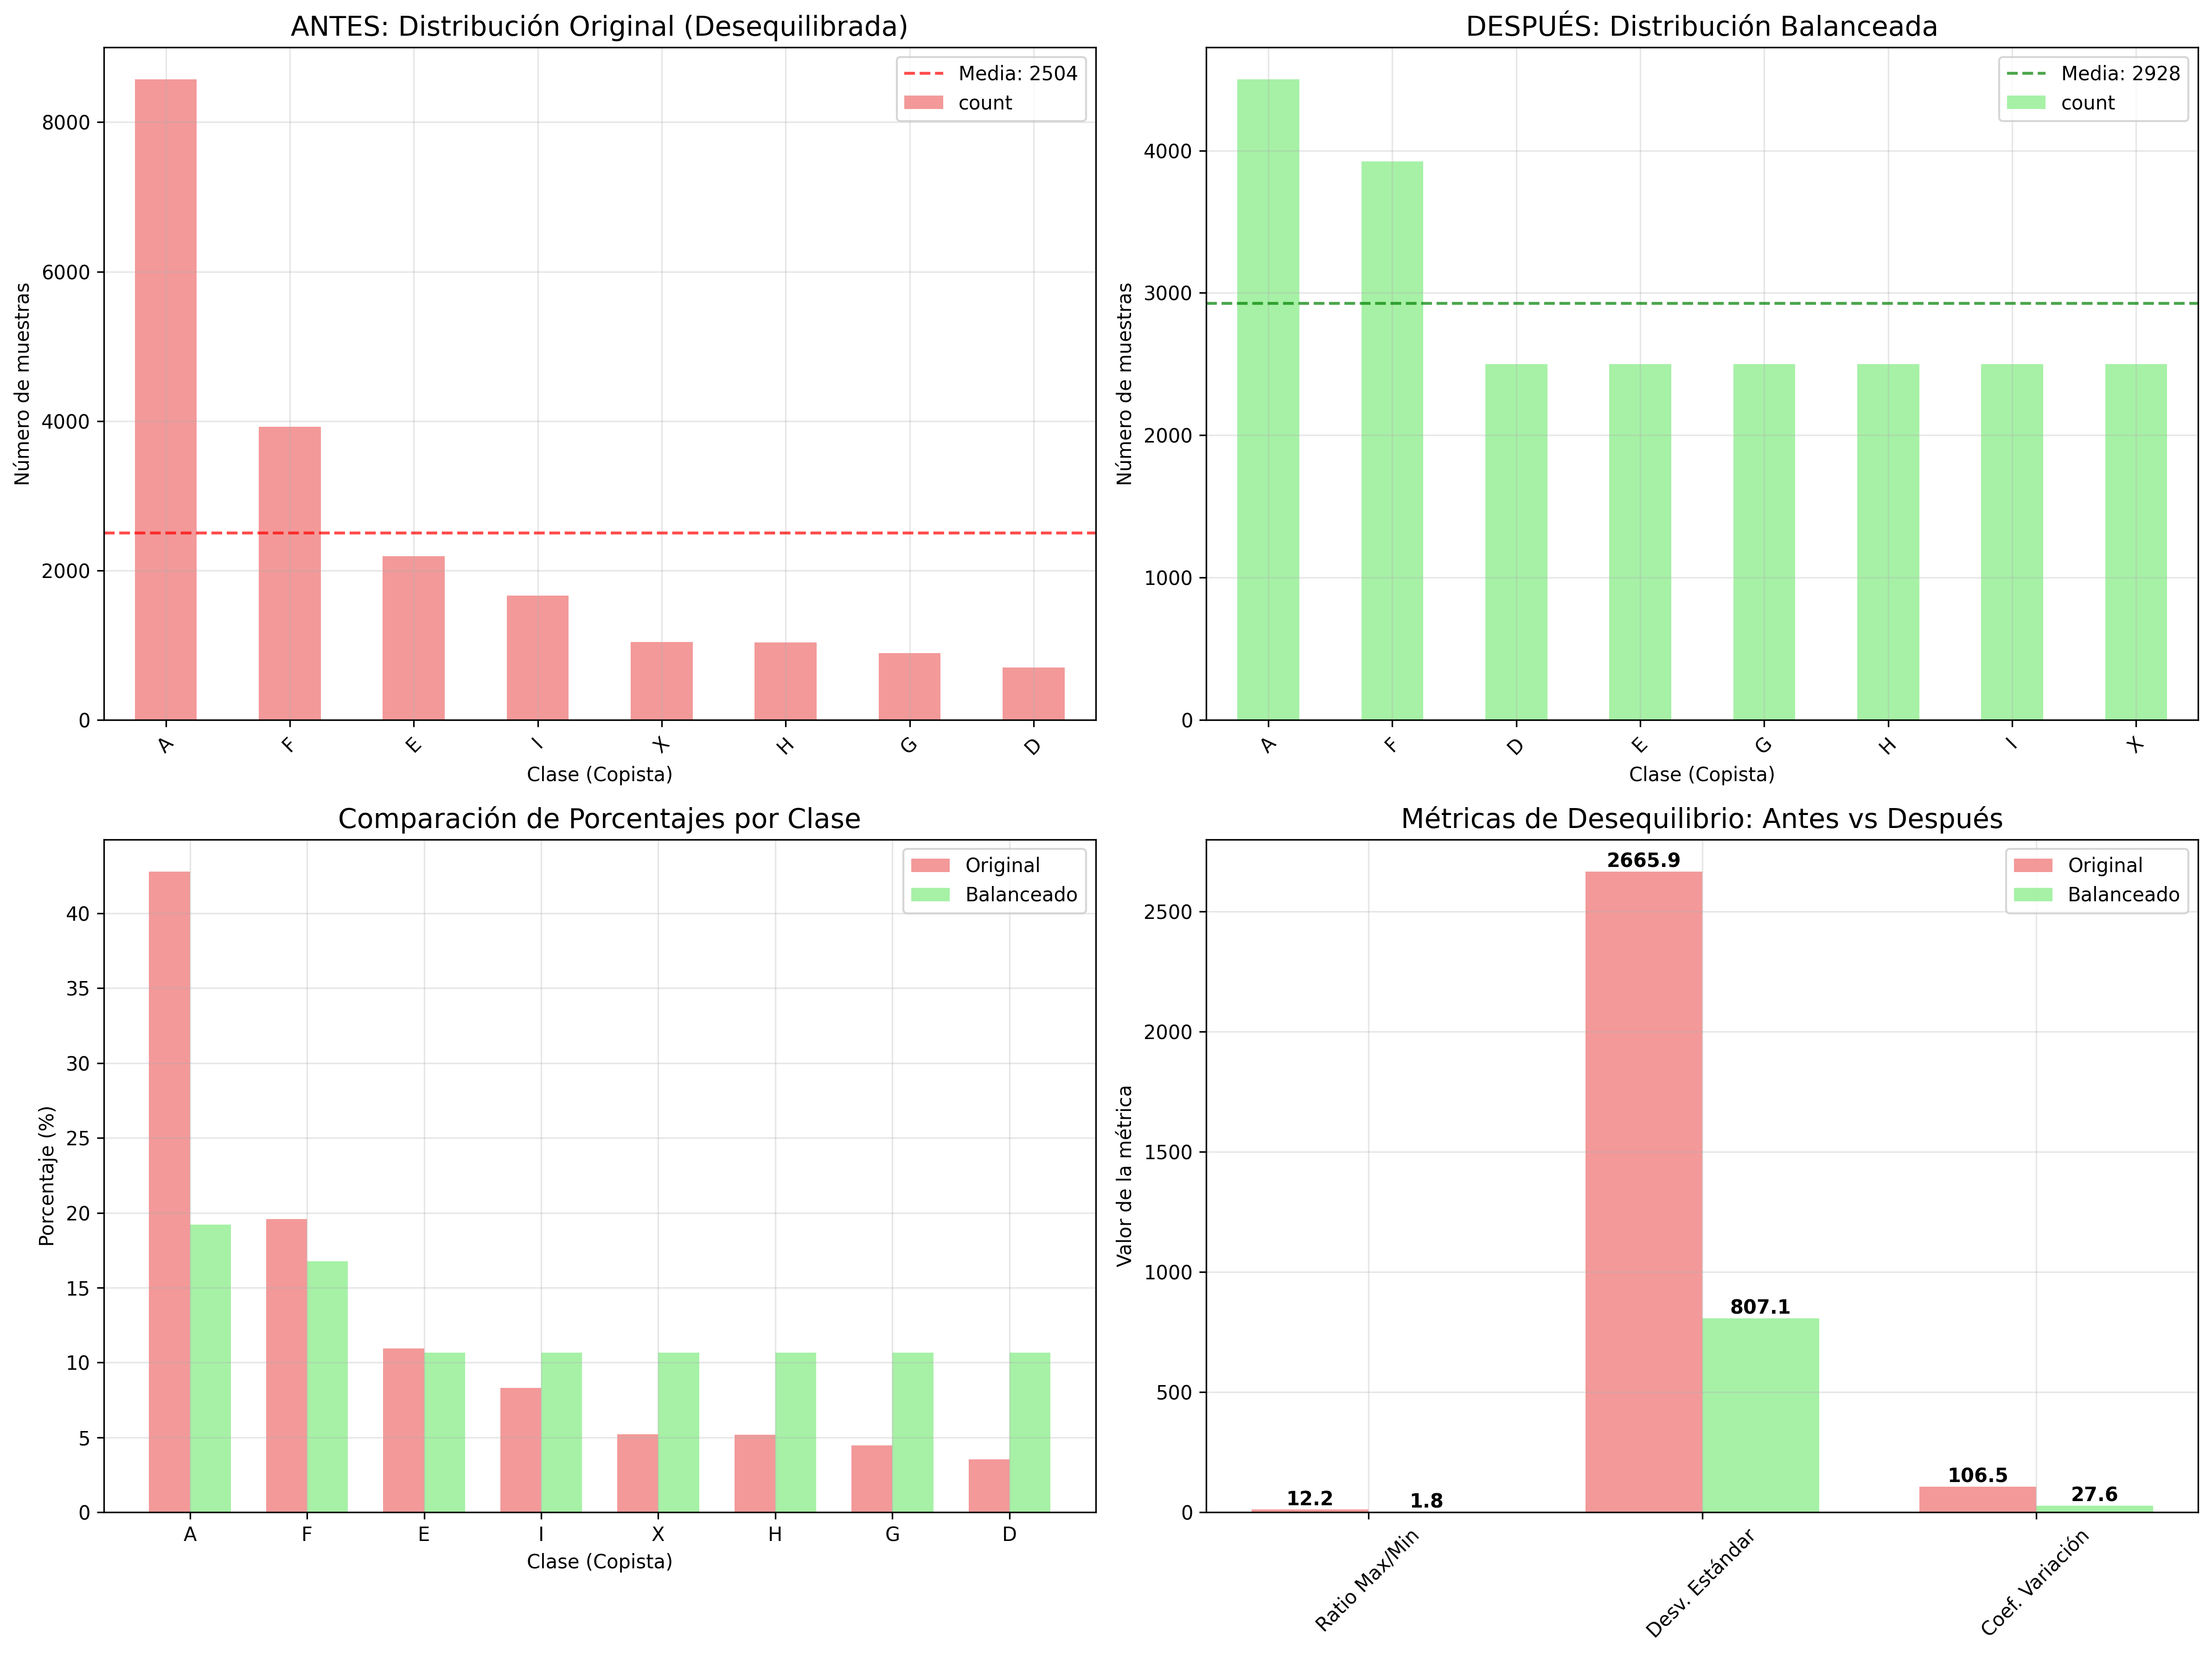 ANTES: Distribución Original (Desequilibrada)
Media: 2504
count
8000
6000
4000
2000
0
Número de muestras
A F E I X H G D
Clase (Copista)
DESPUÉS: Distribución Balanceada
Media: 2928
count
4000
3000
2000
1000
0
Número de muestras
A F D E G H I X
Clase (Copista)
Comparación de Porcentajes por Clase
Original
Balanceado
40
35
30
25
20
15
10
5
0
Porcentaje (%)
A F E I X H G D
Clase (Copista)
Métricas de Desequilibrio: Antes vs Después
Original
Balanceado
2500
2000
1500
1000
500
0
Valor de la métrica
12.2 1.8
2665.9
807.1
106.5
27.6
Ratio Max/Min
Desv. Estándar
Coef. Variación